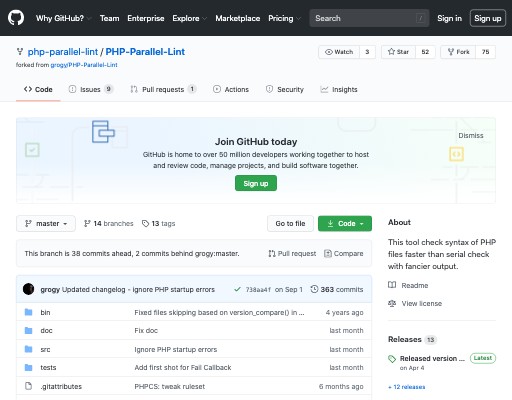 Why GitHub? Team Enterprise Explore Marketplace Pricing Search / Sign in Sign up
php-parallel-lint / PHP-Parallel-Lint Watch 3 Star 52 Fork 75
forked from grogy/PHP-Parallel-Lint
Code Issues 9 Pull requests 1 Actions Security Insights
Dismiss
Join GitHub today
GitHub is home to over 50 million developers working together to host
and review code, manage projects, and build software together.
Sign up
master 14 branches 13 tags Go to file Code
This branch is 38 commits ahead, 2 commits behind grogy:master. Pull request Compare
grogy Updated changelog - ignore PHP startup errors 738aa4f on Sep 1 363 commits
bin Fixed files skipping based on version_compare() in ... 4 years ago
doc Fix doc last month
src Ignore PHP startup errors last month
tests Add first shot for Fail Callback last month
.gitattributes PHPCS: tweak ruleset 6 months ago
About
This tool check syntax of PHP
files faster than serial check
with fancier output.
Readme
View license
Releases 13
Released version ... Latest
on Apr 4
+ 12 releases